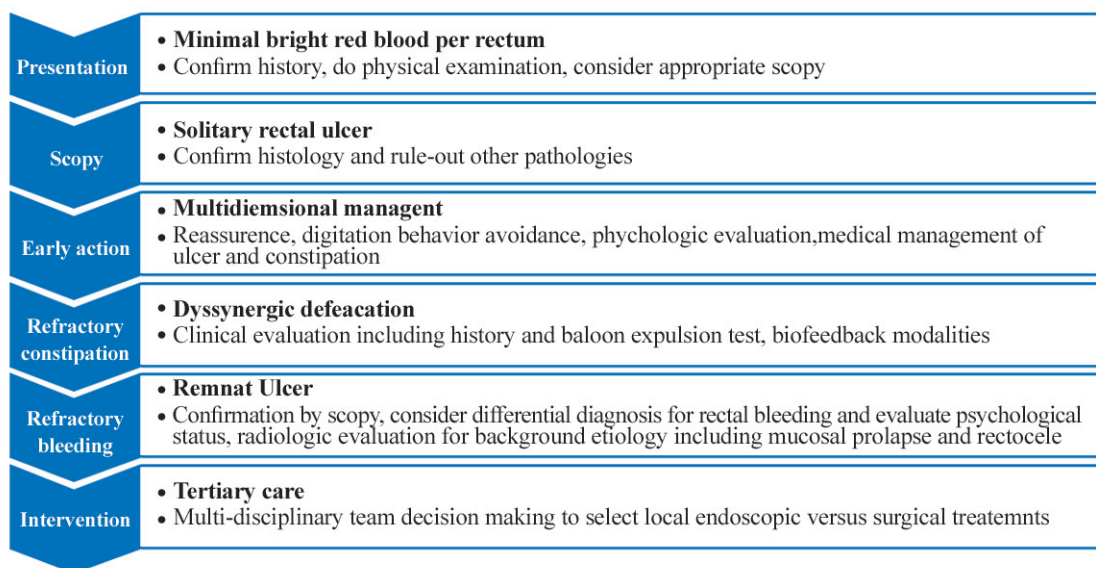 Presentation
• Minimal bright red blood per rectum
• Confirm history, do physical examination, consider appropriate scopy
Scopy
• Solitary rectal ulcer
• Confirm histology and rule-out other pathologies
Early action
• Multidiemsional managent
• Reassurence, digitation behavior avoidance, phychologic evaluation,medical management of
ulcer and constipation
Refractory
constipation
• Dyssynergic defeacation
• Clinical evaluation including history and baloon expulsion test, biofeedback modalities
Refractory
bleeding
• Remnat Ulcer
• Confirmation by scopy, consider differential diagnosis for rectal bleeding and evaluate psychological
status, radiologic evaluation for background etiology including mucosal prolapse and rectocele
Intervention
• Tertiary care
• Multi-disciplinary team decision making to select local endoscopic versus surgical treatemnts